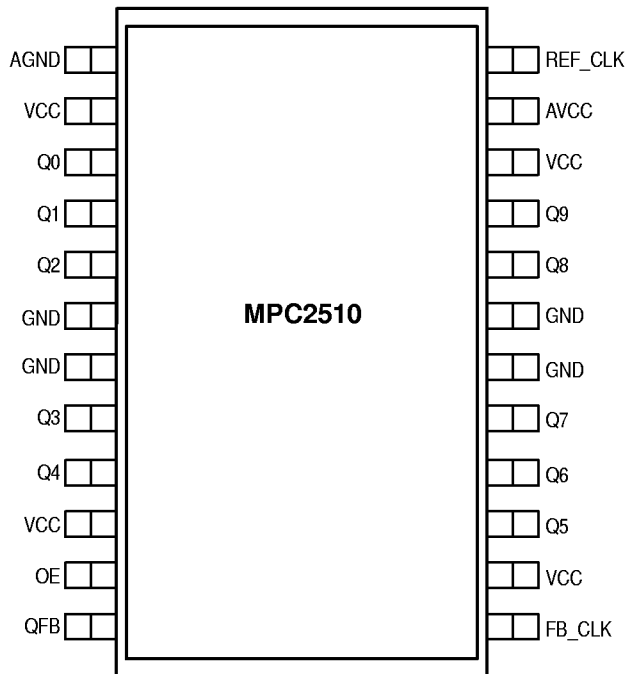 AGND
REF_CLK
VCC
AVCC
Q0
VCC
Q1
Q9
Q2
Q8
GND
MPC2510
GND
GND
GND
Q3
Q7
Q4
Q6
VCC
Q5
OE
VCC
QFB
FB_CLK